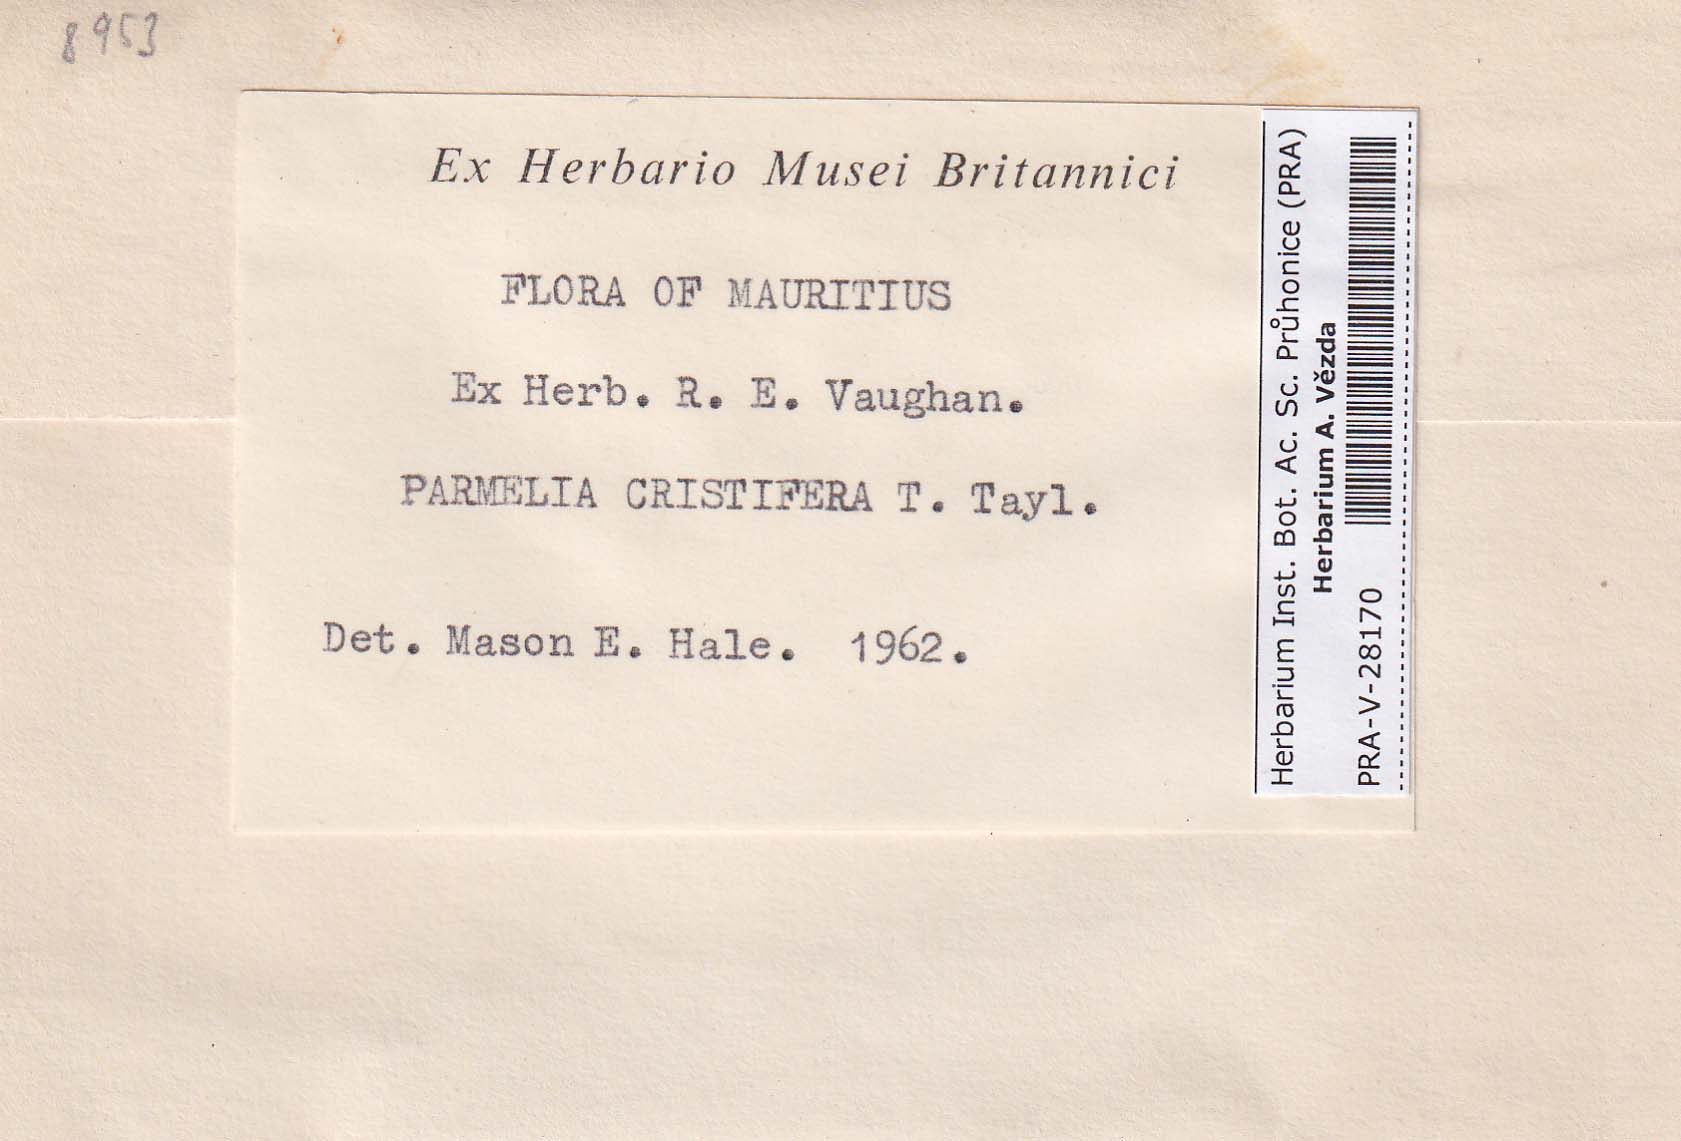 8953
Ex Herbario Musei Britannici
FLORA OF MAURITIUS
Ex Herb. R. E. Vaughan.
PARMELIA CRISTIFERA T. Tayl.
Det. Mason E. Hale. 1962.
Herbarium Inst. Bot. Ac. Sc. Průhonice (PRA)
Herbarium A. Vězda
PRA-V-28170